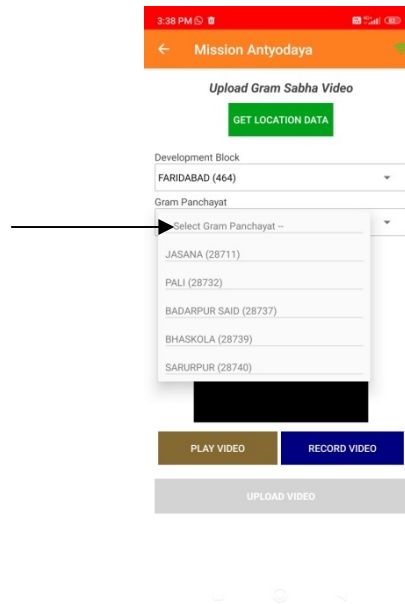 3:38 PM
Mission Antyodaya
Upload Gram Sabha Video
GET LOCATION DATA
Development Block
FARIDABAD (464)
Gram Panchayat
Select Gram Panchayat --
JASANA (28711)
PALI (28732)
BADARPUR SAID (28737)
BHASKOLA (28739)
SARURPUR (28740)
PLAY VIDEO RECORD VIDEO
UPLOAD VIDEO